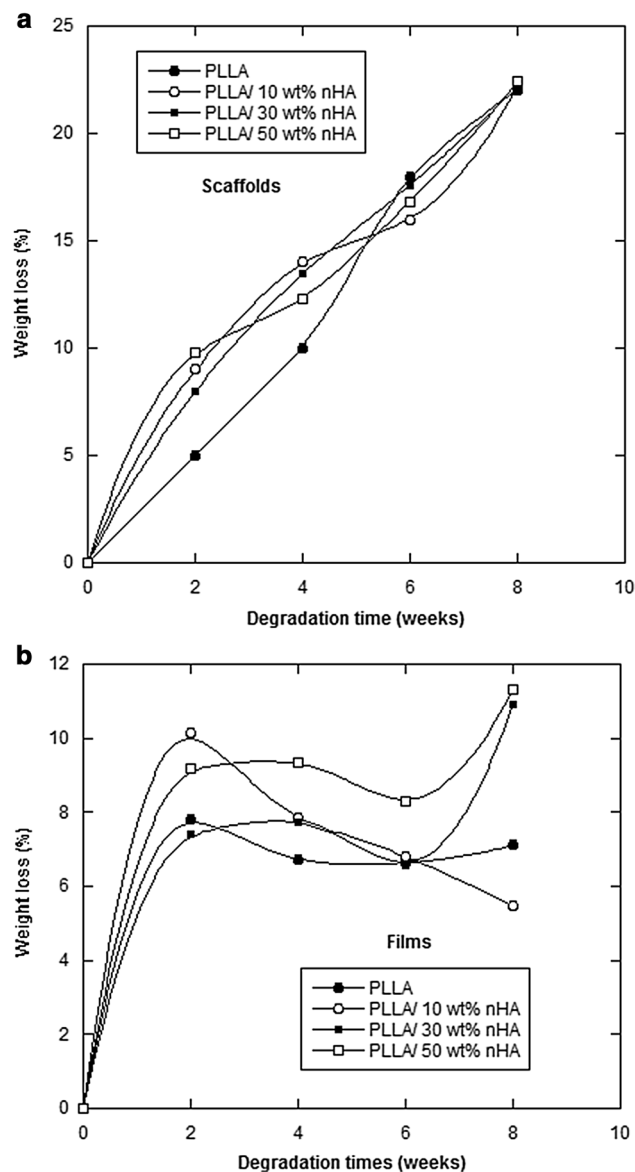 a
25
20
15
10
5
0
Weight loss (%)
PLLA
PLLA/ 10 wt% nHA
PLLA/ 30 wt% nHA
PLLA/ 50 wt% nHA
Scaffolds
0 2 4 6 8 10
Degradation time (weeks)
b
12
10
8
6
4
2
0
Weight loss (%)
Films
PLLA
PLLA/ 10 wt% nHA
PLLA/ 30 wt% nHA
PLLA/ 50 wt% nHA
0 2 4 6 8 10
Degradation times (weeks)